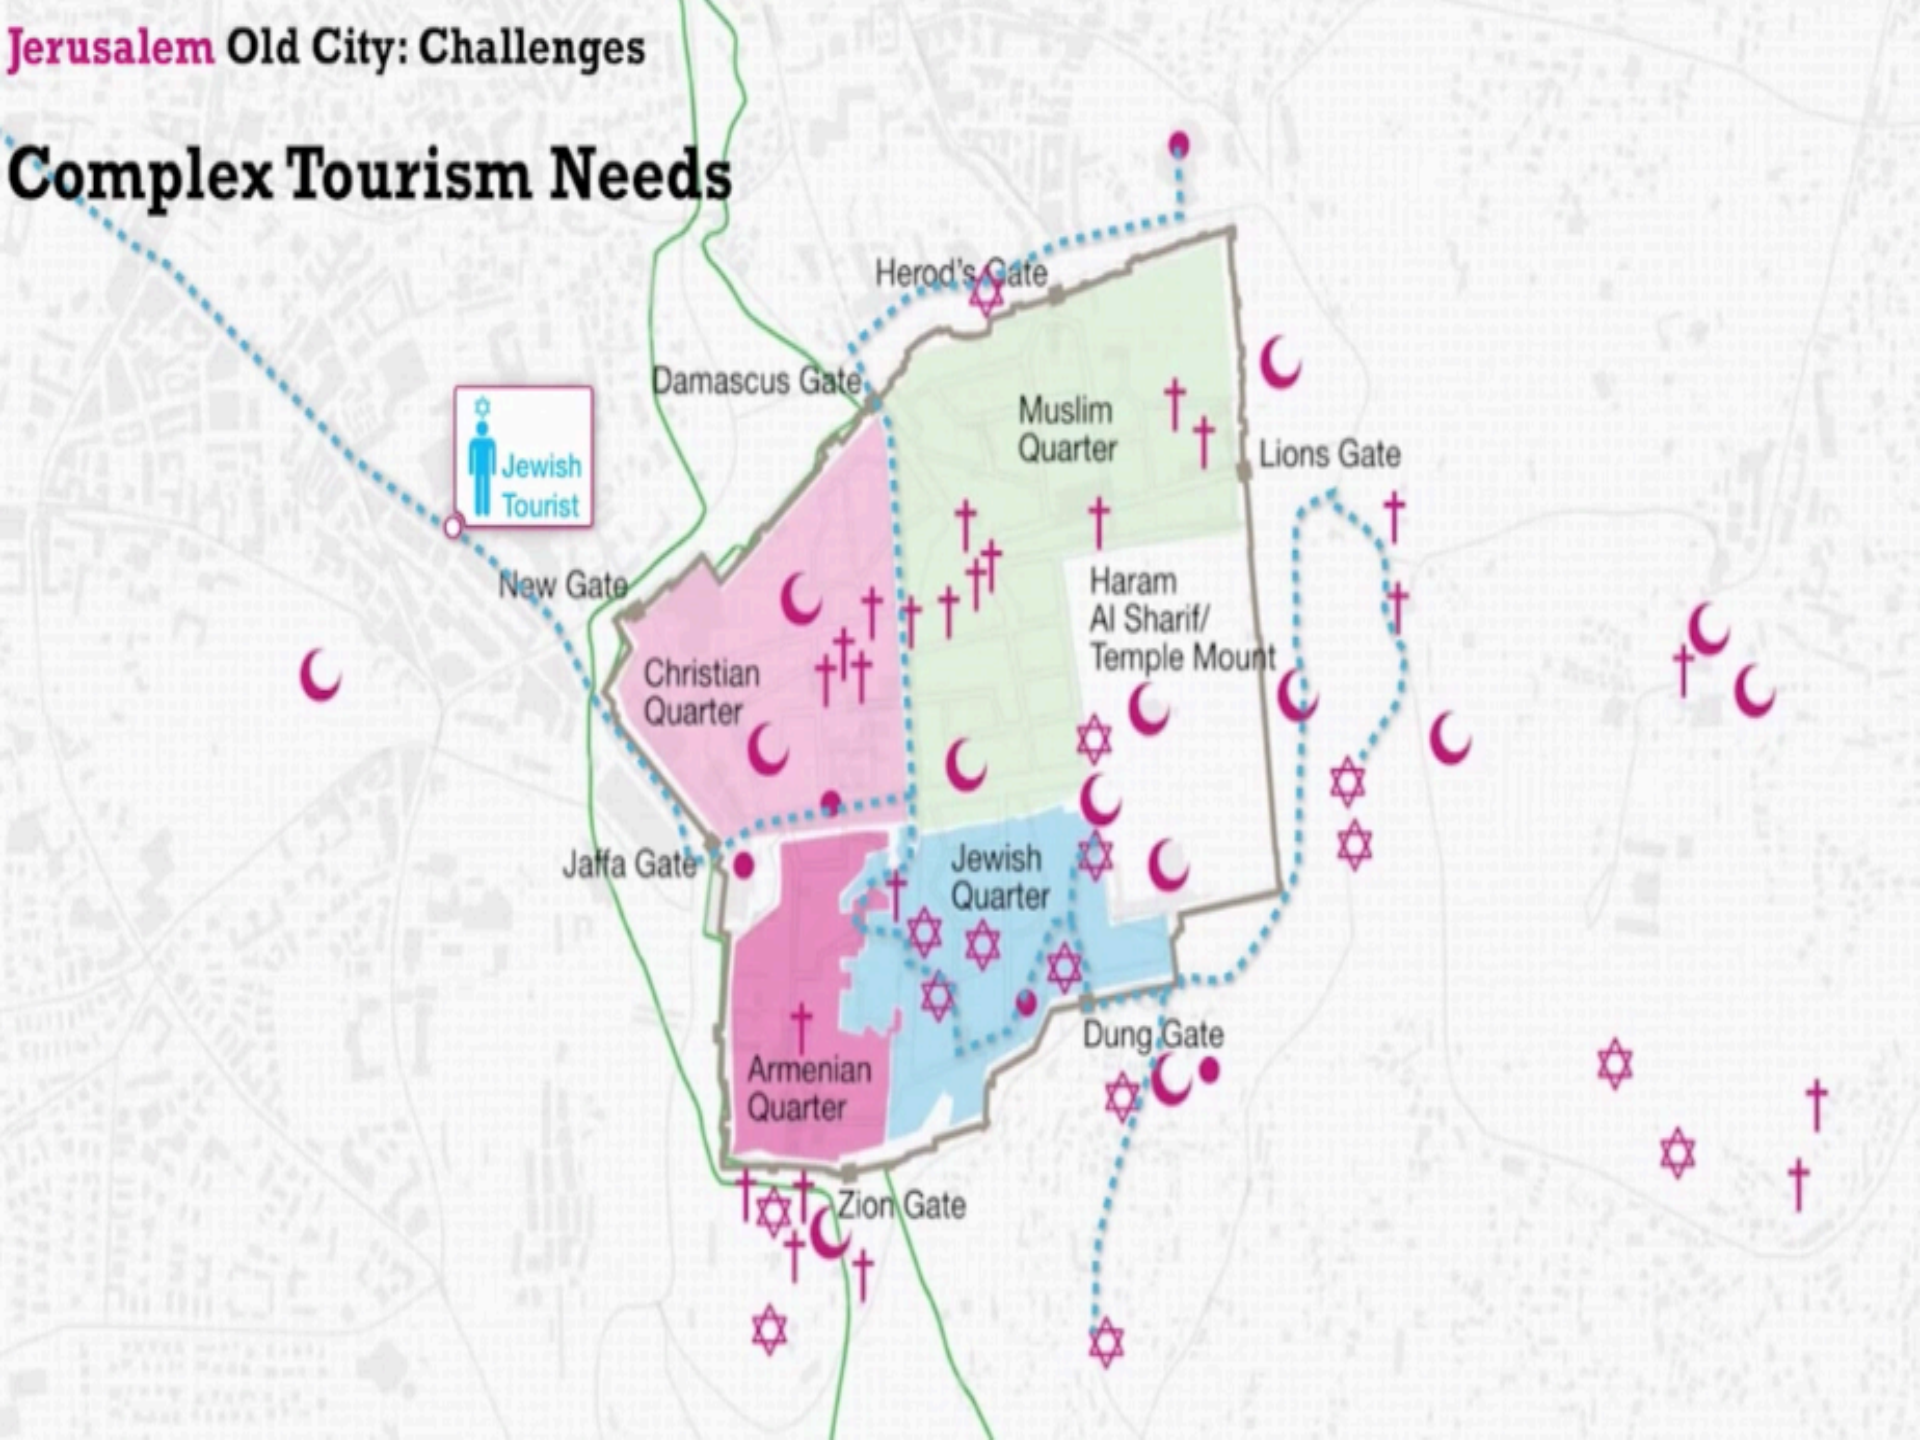 Jerusalem Old City: Challenges
Complex Tourism Needs
Herod's Gate
Damascus Gate
Muslim
Quarter
Lions Gate
Jewish
Tourist
New Gate
Haram
Al Sharif/
Temple Mount
Christian
Quarter
Jaffa Gate
Jewish
Quarter
Dung Gate
Armenian
Quarter
Zion Gate